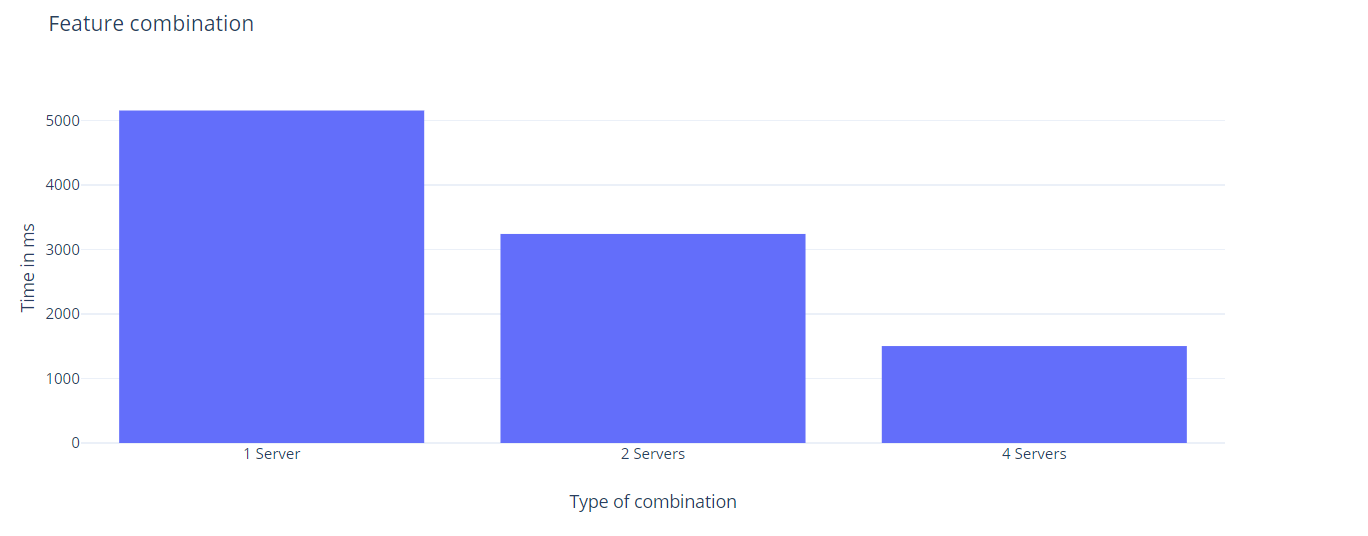 Feature combination
5000
4000
3000
2000
1000
0
Time in ms
1 Server
2 Servers
4 Servers
Type of combination